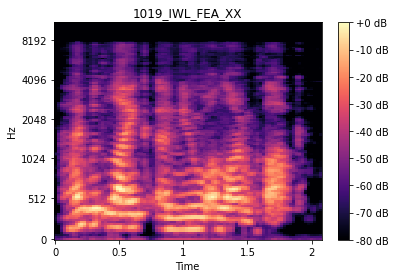 1019_IWL_FEA_XX
8192
4096
2048
1024
512
0
Hz
0
0.5
1
1.5
2
Time
+0 dB
-10 dB
-20 dB
-30 dB
-40 dB
-50 dB
-60 dB
-70 dB
-80 dB